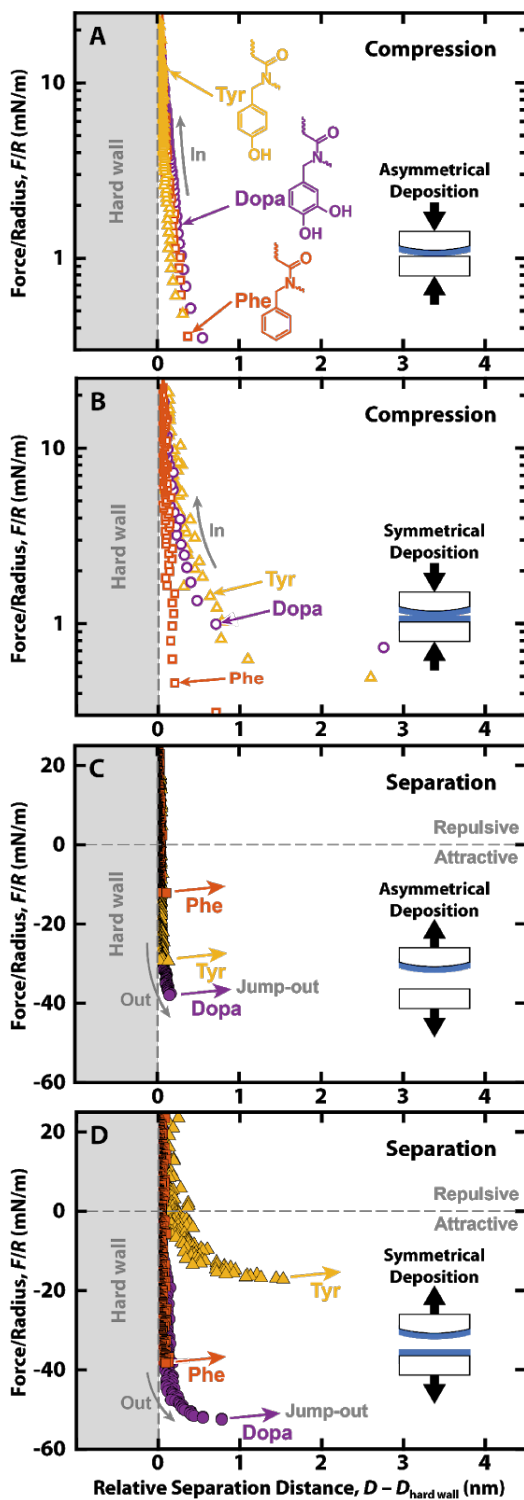 A
Compression
Tyr
O
N
OH
In
Dopa
O
N
OH
OH
Phe
O
N
Hard wall
Asymmetrical
Deposition
10
1
0
1
2
3
4
Force/Radius, F/R (mN/m)
B
Compression
In
Tyr
Dopa
Phe
Hard wall
Symmetrical
Deposition
10
1
0
1
2
3
4
Force/Radius, F/R (mN/m)
C
Separation
Repulsive
Attractive
Phe
Tyr
Dopa
Jump-out
Out
Hard wall
Asymmetrical
Deposition
20
0
-20
-40
-60
0
1
2
3
4
Force/Radius, F/R (mN/m)
D
Separation
Repulsive
Attractive
Tyr
Phe
Dopa
Jump-out
Out
Hard wall
Symmetrical
Deposition
20
0
-20
-40
-60
0
1
2
3
4
Force/Radius, F/R (mN/m)
Relative Separation Distance, D – Dhard wall (nm)